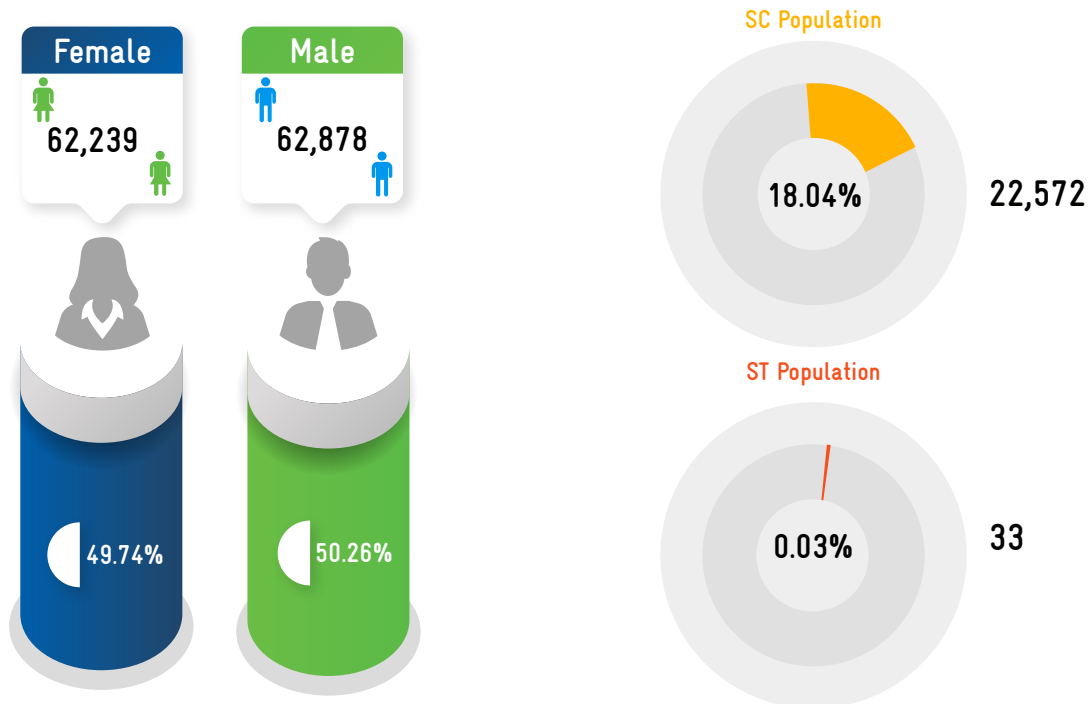 Female
62,239
49.74%
Male
62,878
50.26%
SC Population
18.04%
22,572
ST Population
0.03%
33